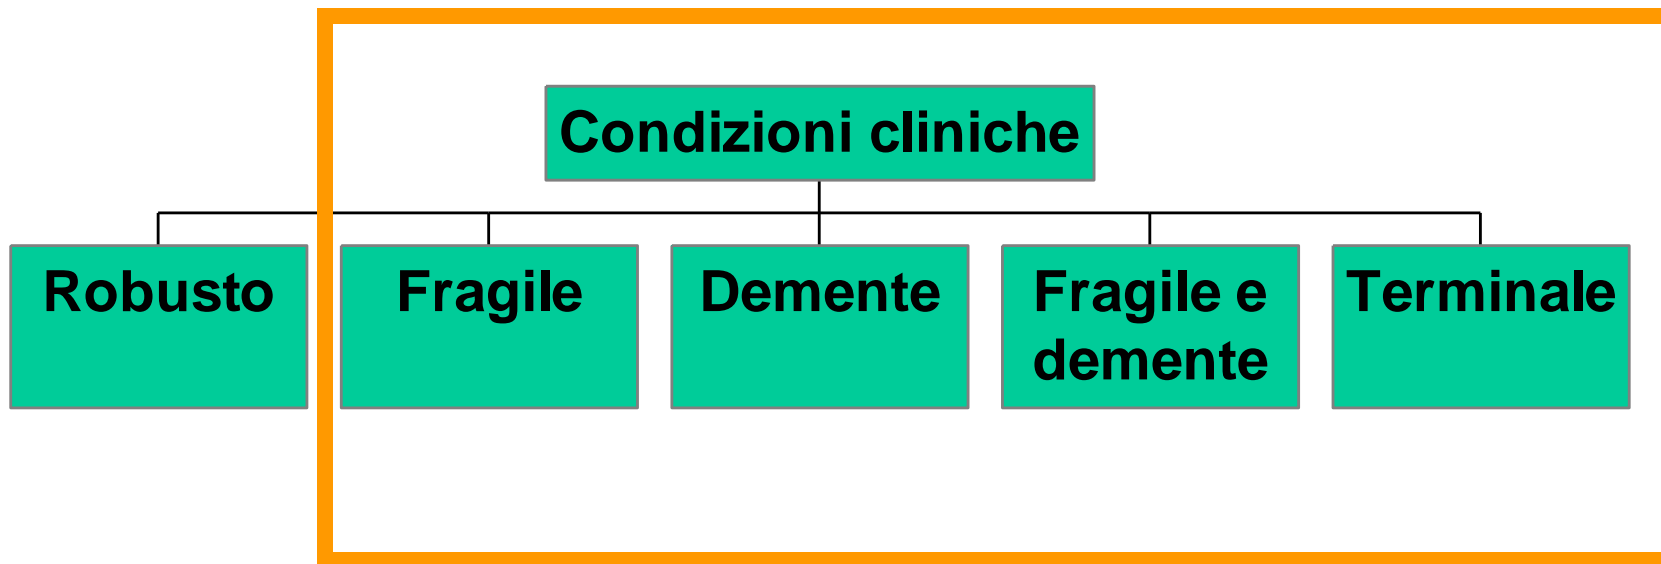 Condizioni cliniche
Robusto
Fragile
Demente
Fragile e
demente
Terminale